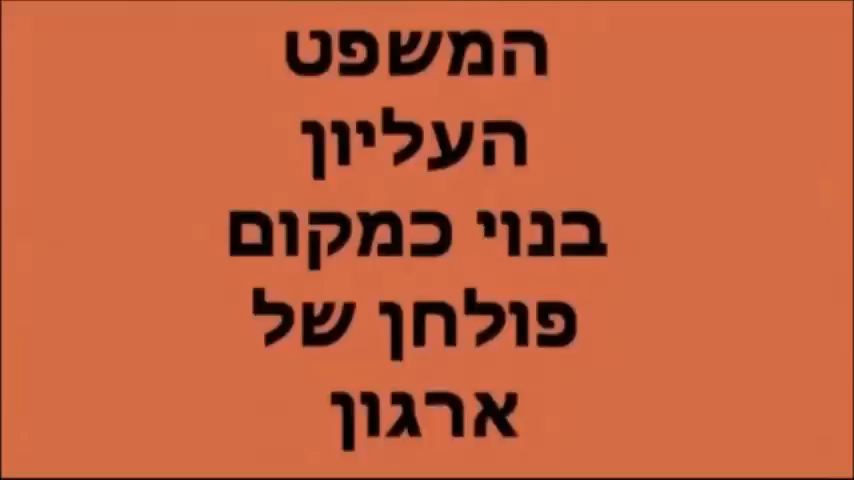 המשפט
העליון
בנוי כמקום
פולחן של
ארגון